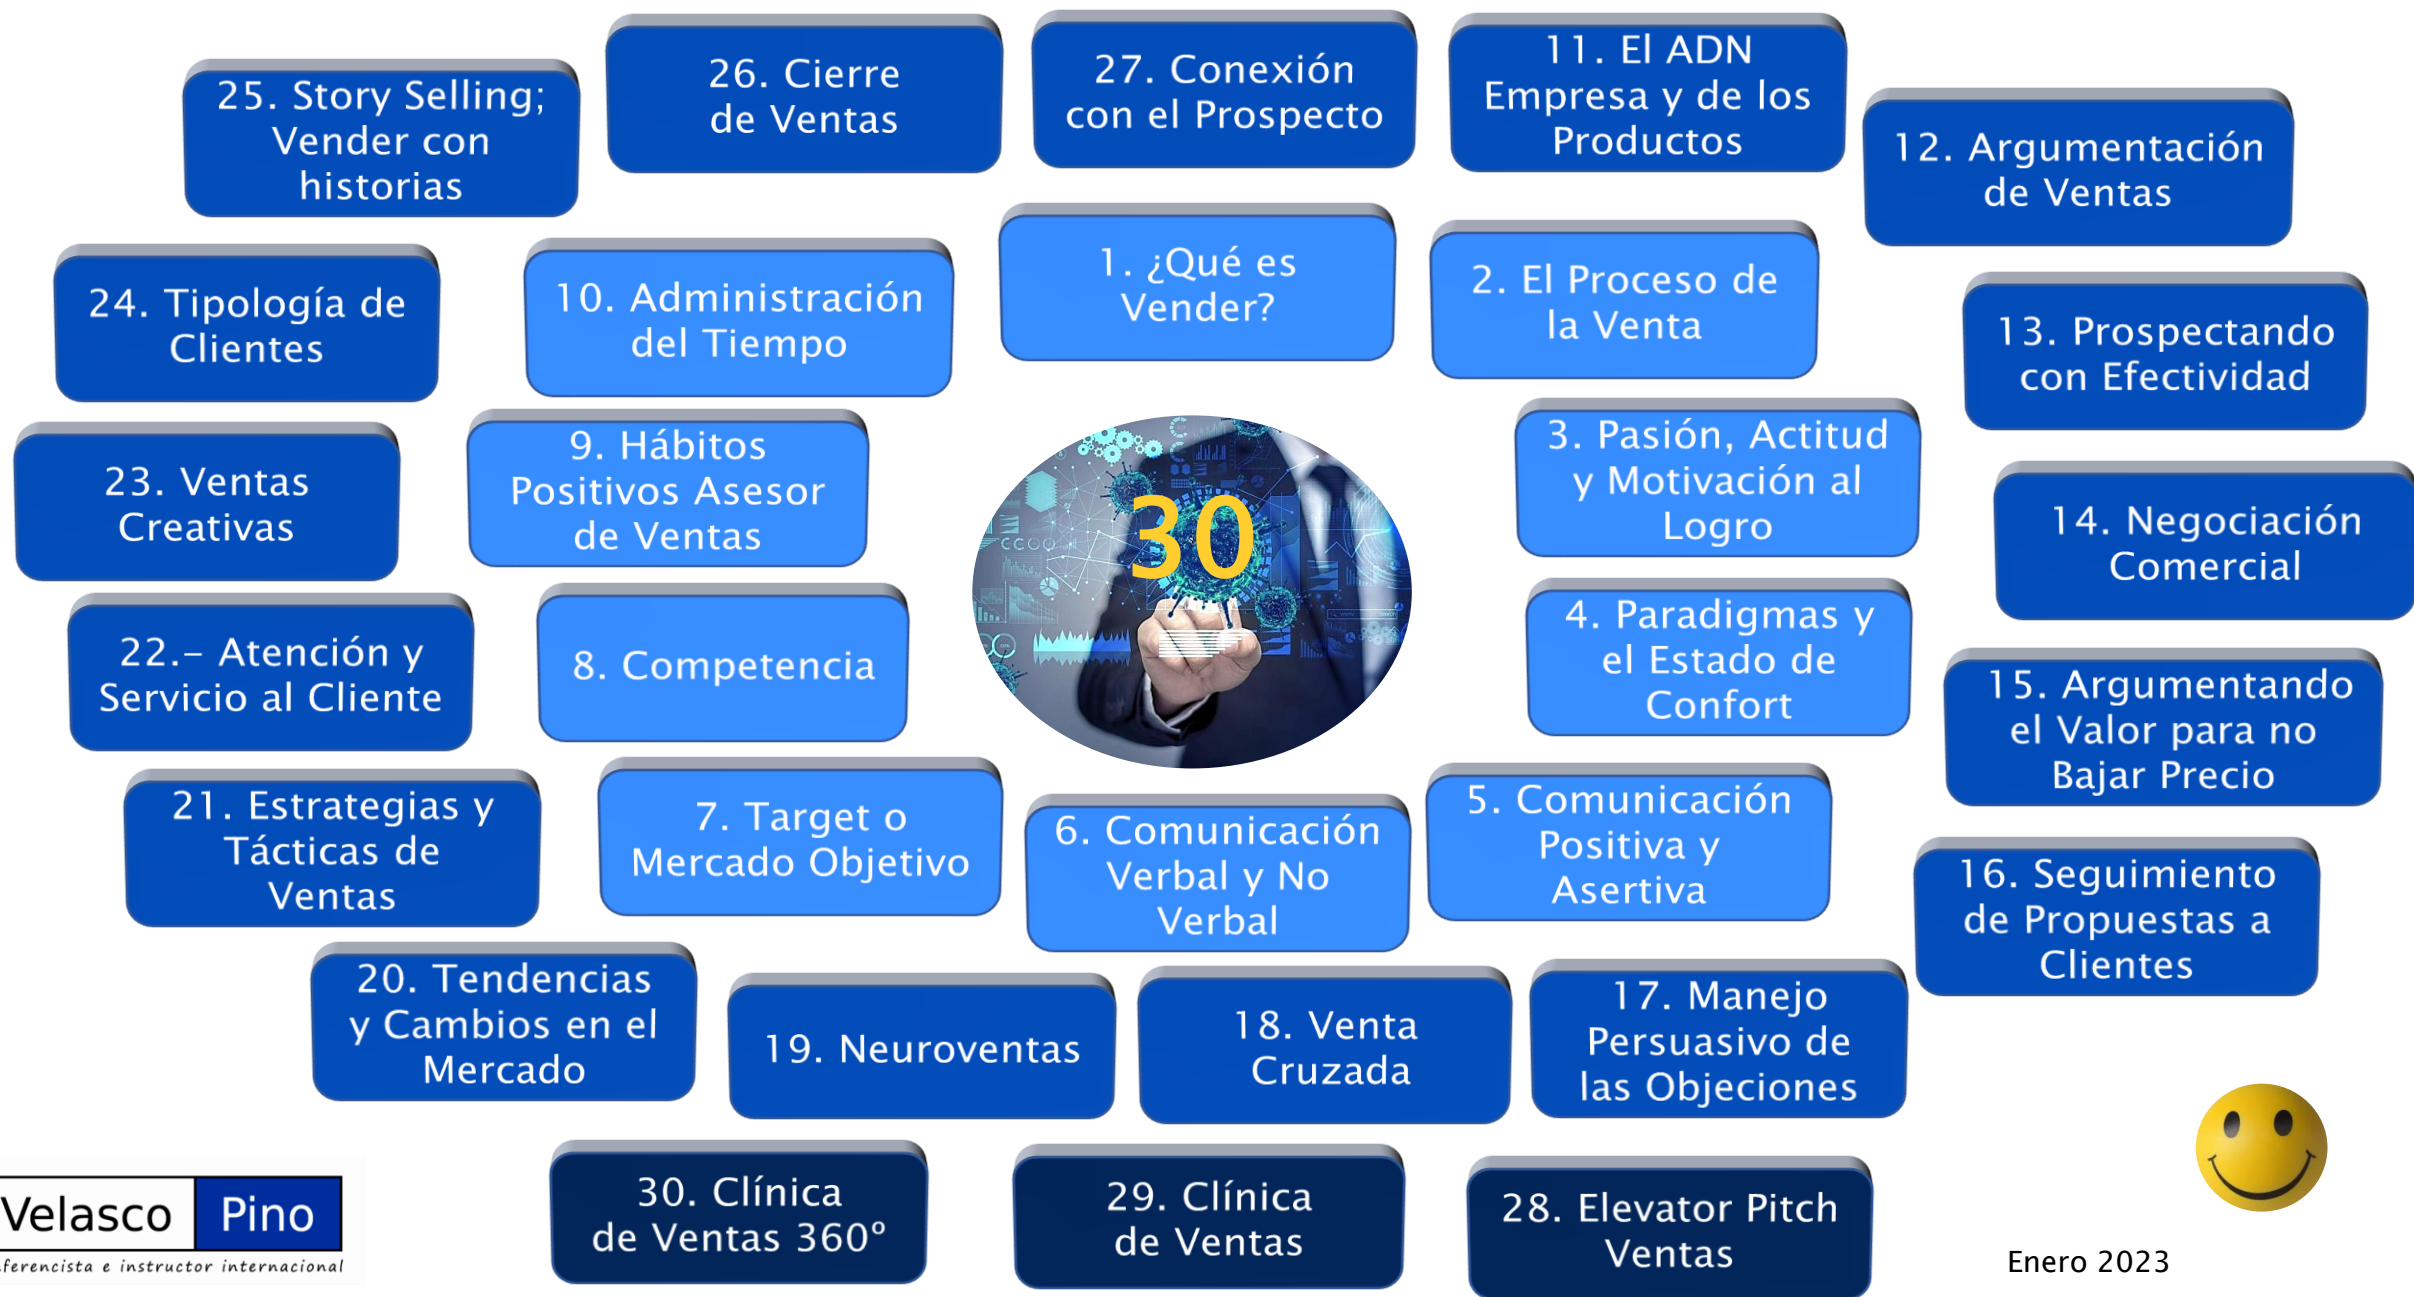 25. Story Selling;
Vender con
historias
26. Cierre
de Ventas
27. Conexión
con el Prospecto
11. El ADN
Empresa y de los
Productos
12. Argumentación
de Ventas
24. Tipología de
Clientes
10. Administración
del Tiempo
1. ¿Qué es
Vender?
2. El Proceso de
la Venta
13. Prospectando
con Efectividad
23. Ventas
Creativas
9. Hábitos
Positivos Asesor
de Ventas
30
3. Pasión, Actitud
y Motivación al
Logro
14. Negociación
Comercial
22.- Atención y
Servicio al Cliente
8. Competencia
4. Paradigmas y
el Estado de
Confort
15. Argumentando
el Valor para no
Bajar Precio
21. Estrategias y
Tácticas de
Ventas
7. Target o
Mercado Objetivo
6. Comunicación
Verbal y No
Verbal
5. Comunicación
Positiva y
Asertiva
16. Seguimiento
de Propuestas a
Clientes
20. Tendencias
y Cambios en el
Mercado
19. Neuroventas
18. Venta
Cruzada
17. Manejo
Persuasivo de
las Objeciones
30. Clínica
de Ventas 360º
29. Clínica
de Ventas
28. Elevator Pitch
Ventas
Velasco Pino
ferencista e instructor internacional
Enero 2023